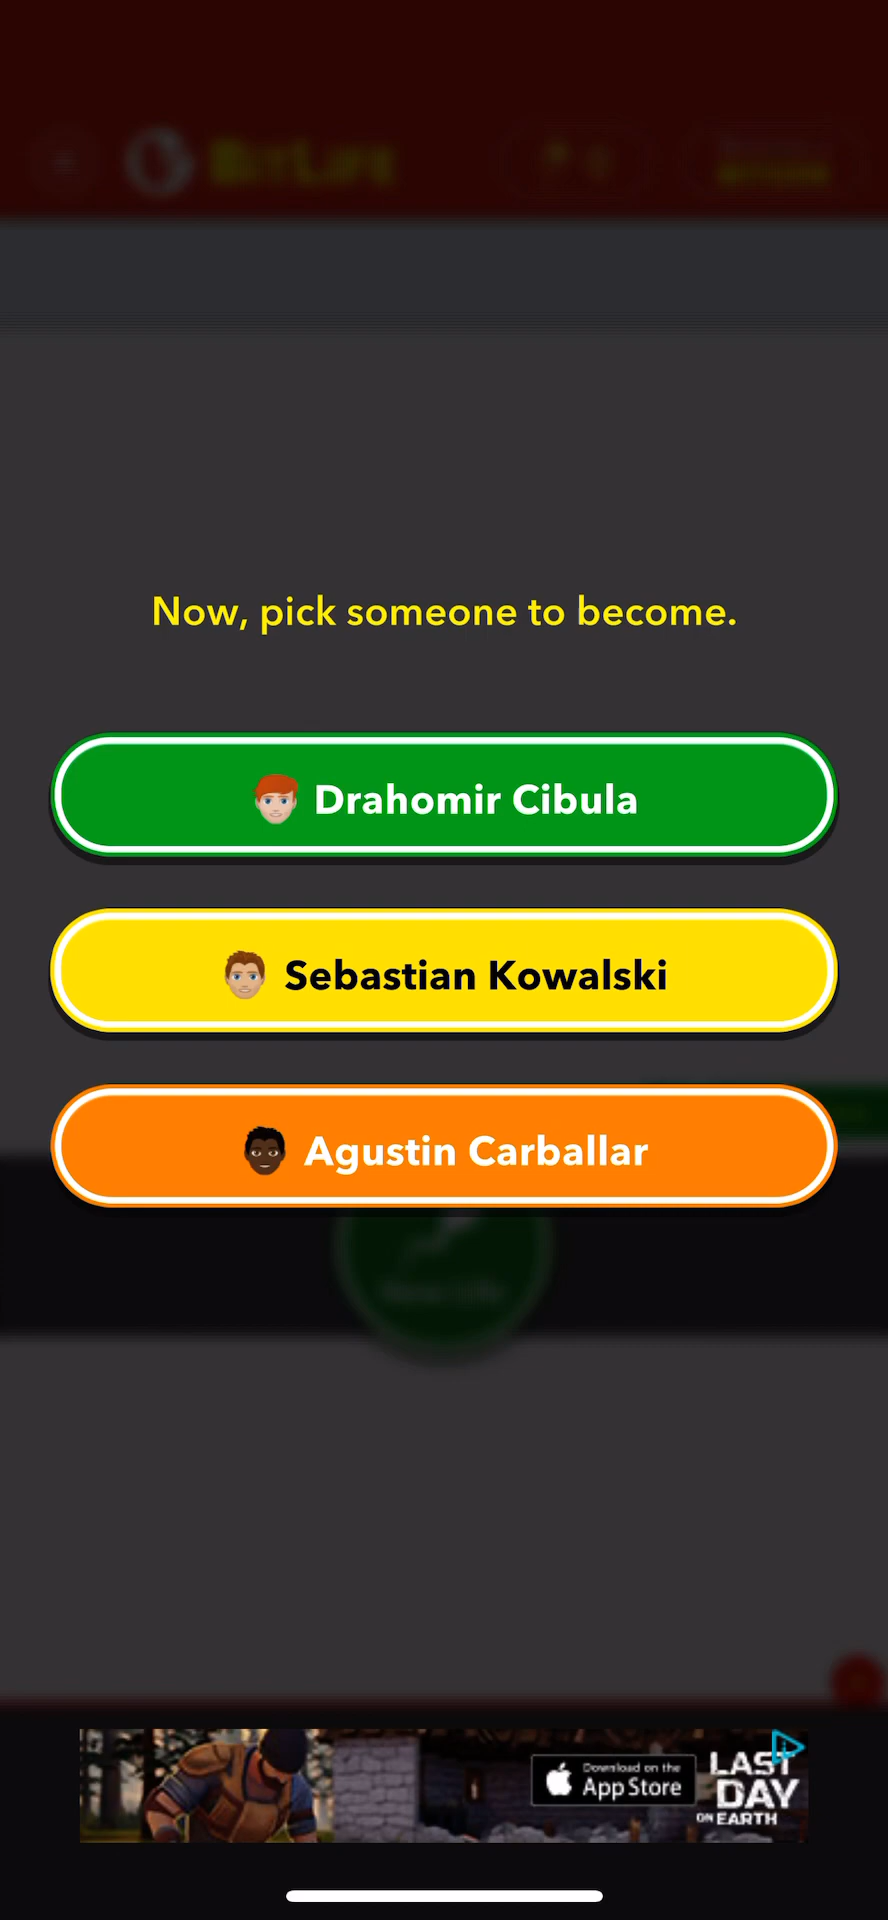 BitLife
Now, pick someone to become.
Drahomir Cibula
Sebastian Kowalski
Agustin Carballar
Download on the
App Store
LAST
DAY
ON EARTH